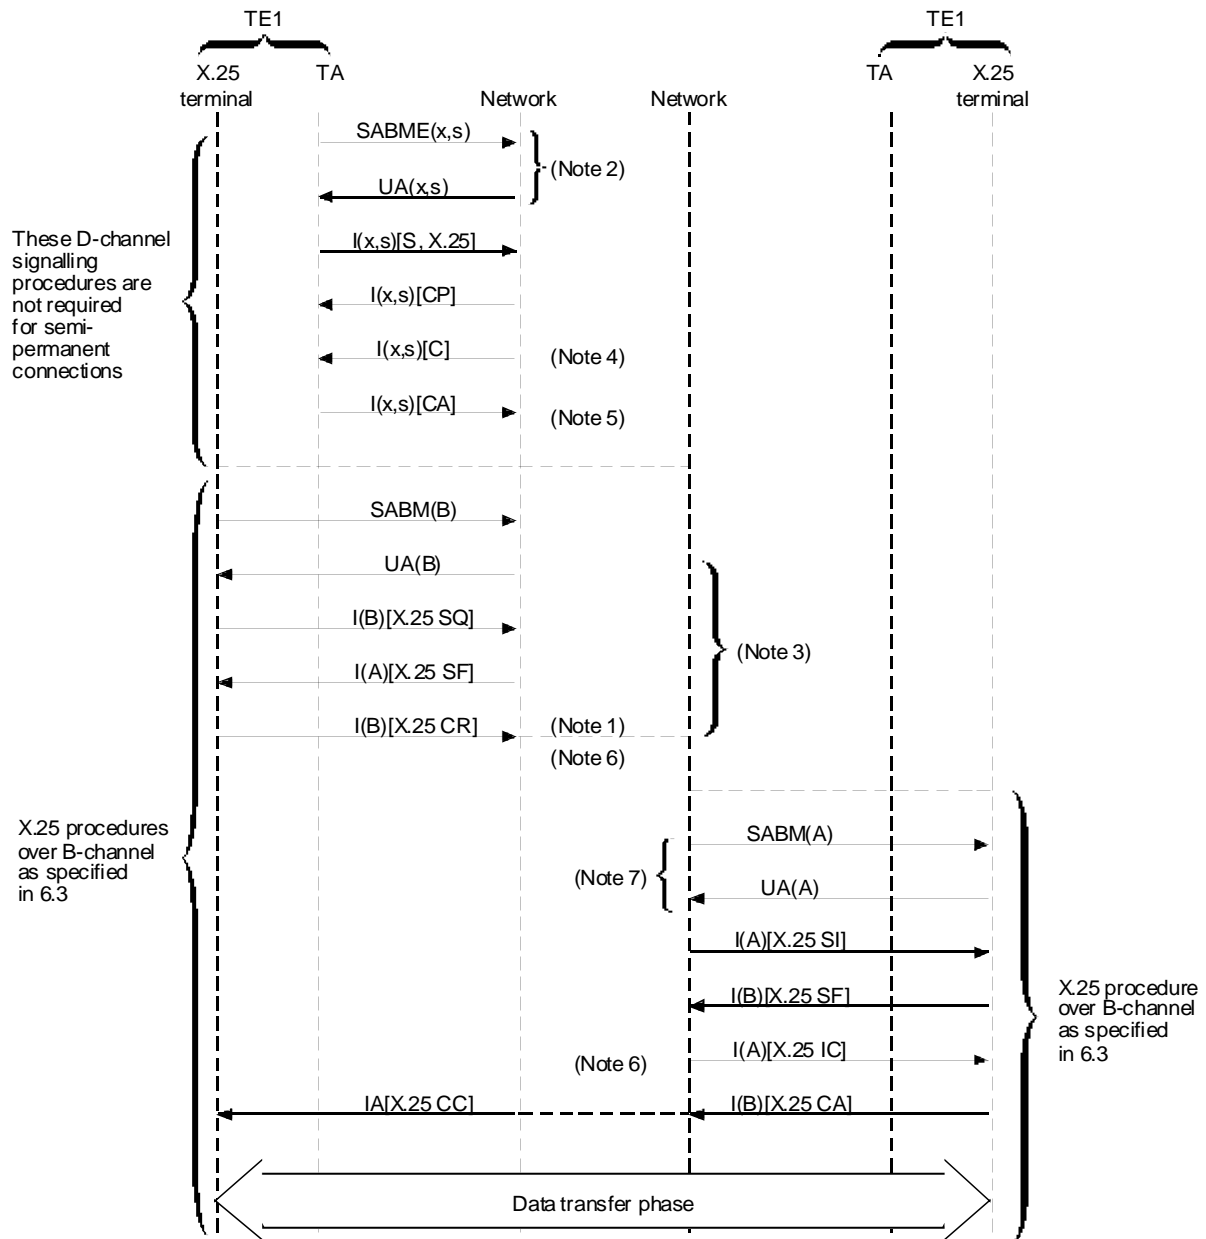 TE1
TE1
X.25
terminal
TA
Network
Network
TA
X.25
terminal
SABME(x,s)
(Note 2)
UA(x,s)
These D-channel
signalling
procedures are
not required
for semi-
permanent
connections
I(x,s)[S, X.25]
I(x,s)[CP]
I(x,s)[C]
(Note 4)
I(x,s)[CA]
(Note 5)
SABM(B)
UA(B)
I(B)[X.25 SQ]
(Note 3)
I(A)[X.25 SF]
I(B)[X.25 CR]
(Note 1)
(Note 6)
X.25 procedures
over B-channel
as specified
in 6.3
SABM(A)
(Note 7)
UA(A)
I(A)[X.25 SI]
I(B)[X.25 SF]
X.25 procedure
over B-channel
as specified
in 6.3
I(A)[X.25 IC]
(Note 6)
IA[X.25 CC]
I(B)[X.25 CA]
Data transfer phase